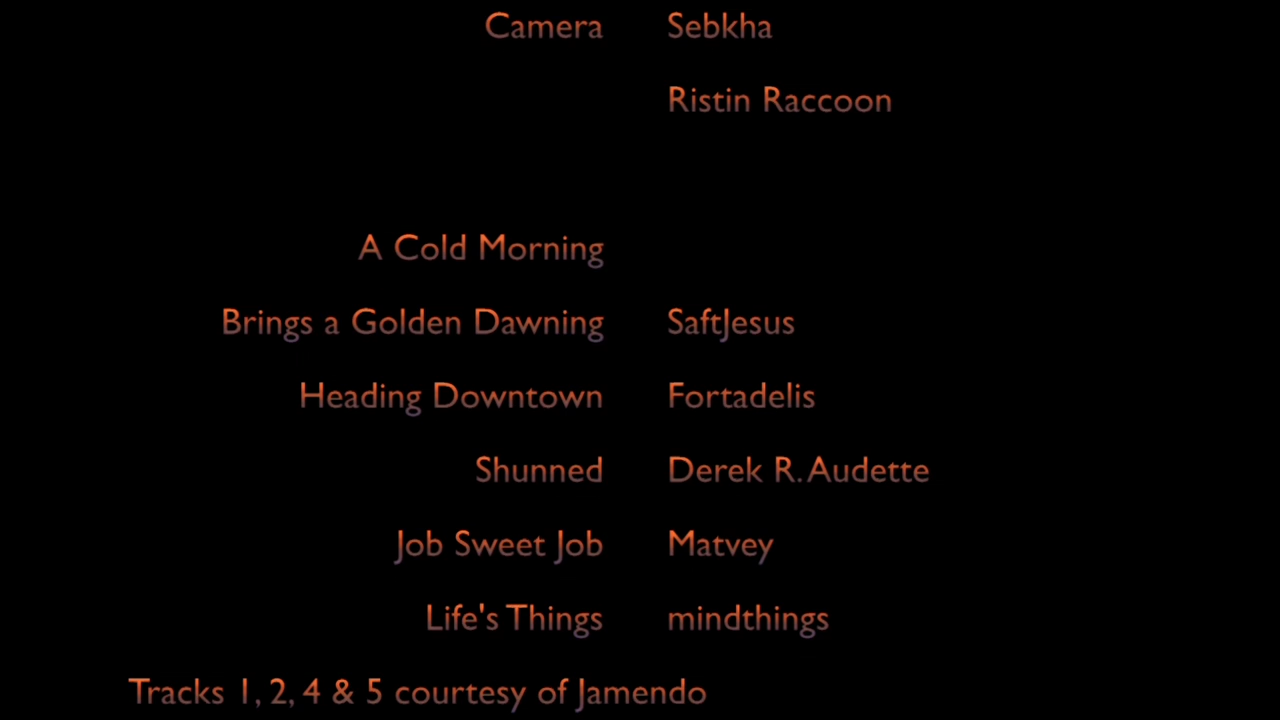 Camera Sebkha
Ristin Raccoon
A Cold Morning
Brings a Golden Dawning SaftJesus
Heading Downtown Fortadelis
Shunned Derek R. Audette
Job Sweet Job Matvey
Life's Things mindthings
Tracks 1, 2, 4 & 5 courtesy of Jamendo